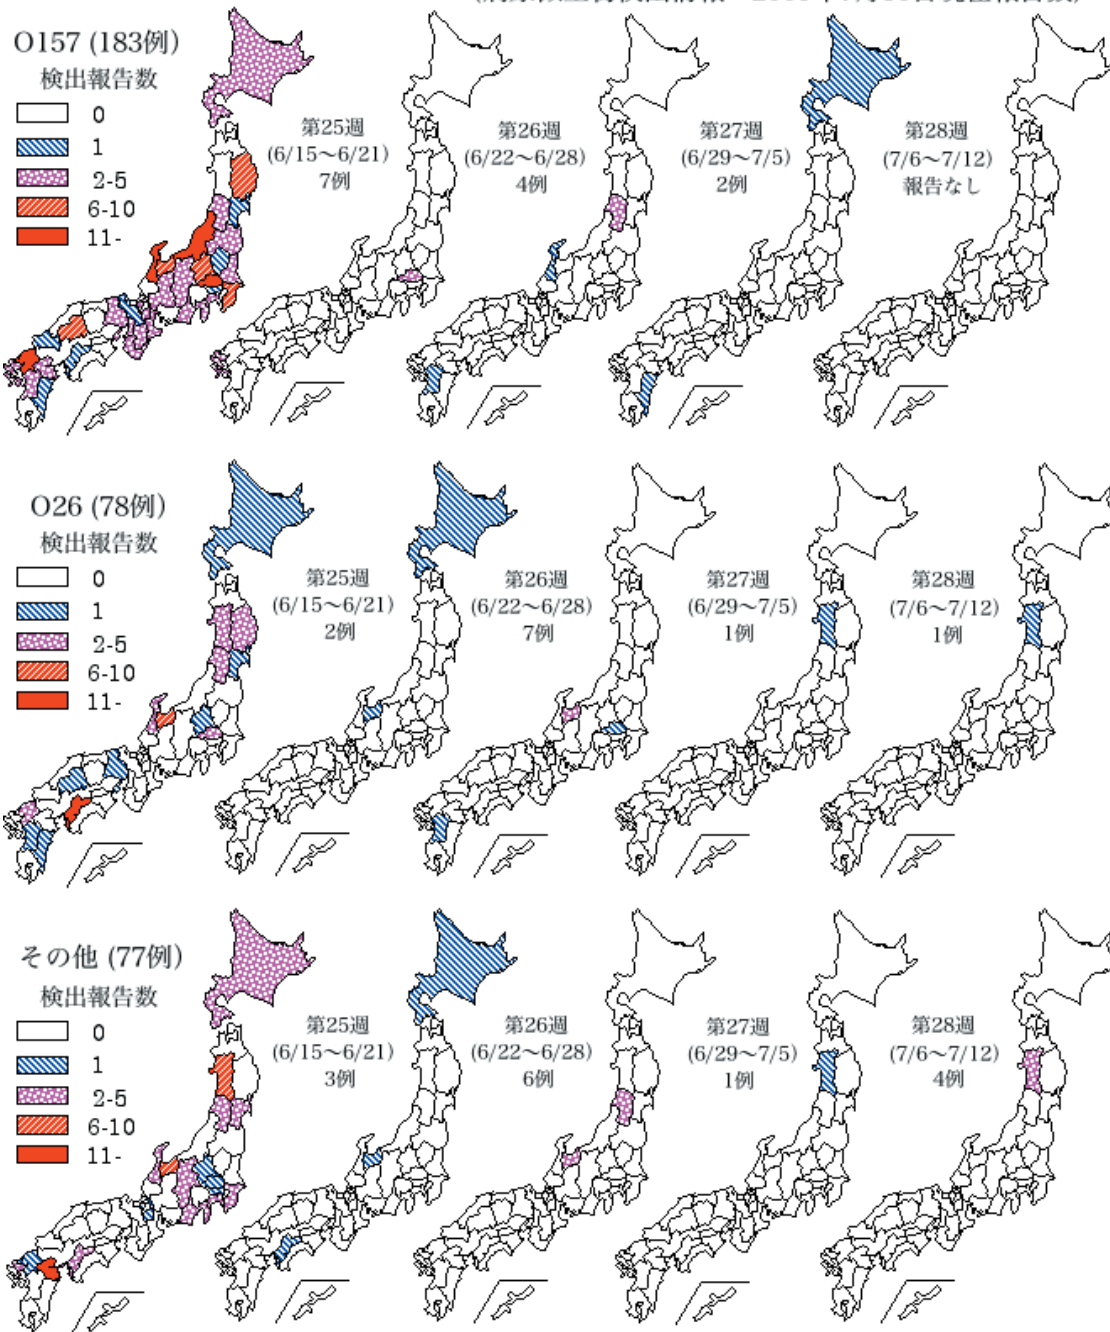 O157 (183例)
検出報告数
0
1
2-5
6-10
11-
第25週
(6/15～6/21)
7例
第26週
(6/22～6/28)
4例
第27週
(6/29～7/5)
2例
第28週
(7/6～7/12)
報告なし
O26 (78例)
検出報告数
0
1
2-5
6-10
11-
第25週
(6/15～6/21)
2例
第26週
(6/22～6/28)
7例
第27週
(6/29～7/5)
1例
第28週
(7/6～7/12)
1例
その他 (77例)
検出報告数
0
1
2-5
6-10
11-
第25週
(6/15～6/21)
3例
第26週
(6/22～6/28)
6例
第27週
(6/29～7/5)
1例
第28週
(7/6～7/12)
4例